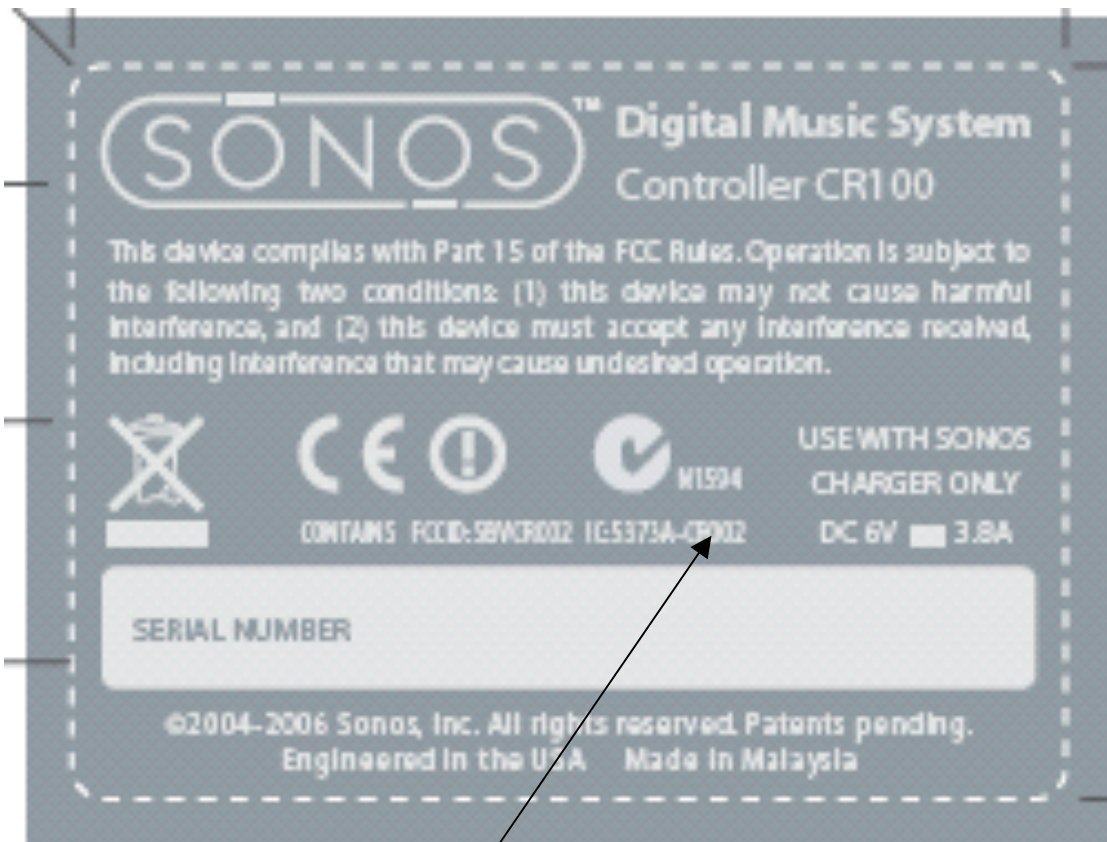 SONOS™ Digital Music System
Controller CR100
This device complies with Part 15 of the FCC Rules. Operation is subject to
the following two conditions: (1) this device may not cause harmful
interference, and (2) this device must accept any interference received,
including interference that may cause undesired operation.
USE WITH SONOS
CHARGER ONLY
N1594
CONTAINS FCCID:SBVCR002 IC:5373A-CR002
DC 6V 3.8A
SERIAL NUMBER
©2004-2006 Sonos, Inc. All rights reserved. Patents pending.
Engineered in the USA Made in Malaysia